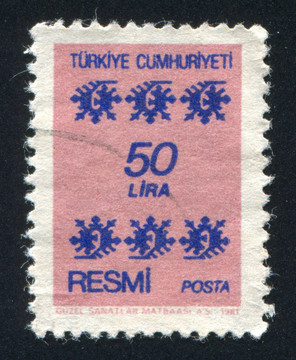 TÜRKİYE CUMHURİYETİ
50
LİRA
RESMİ POSTA
GÜZEL SANATLAR MATBAASI A.Ş. 1981